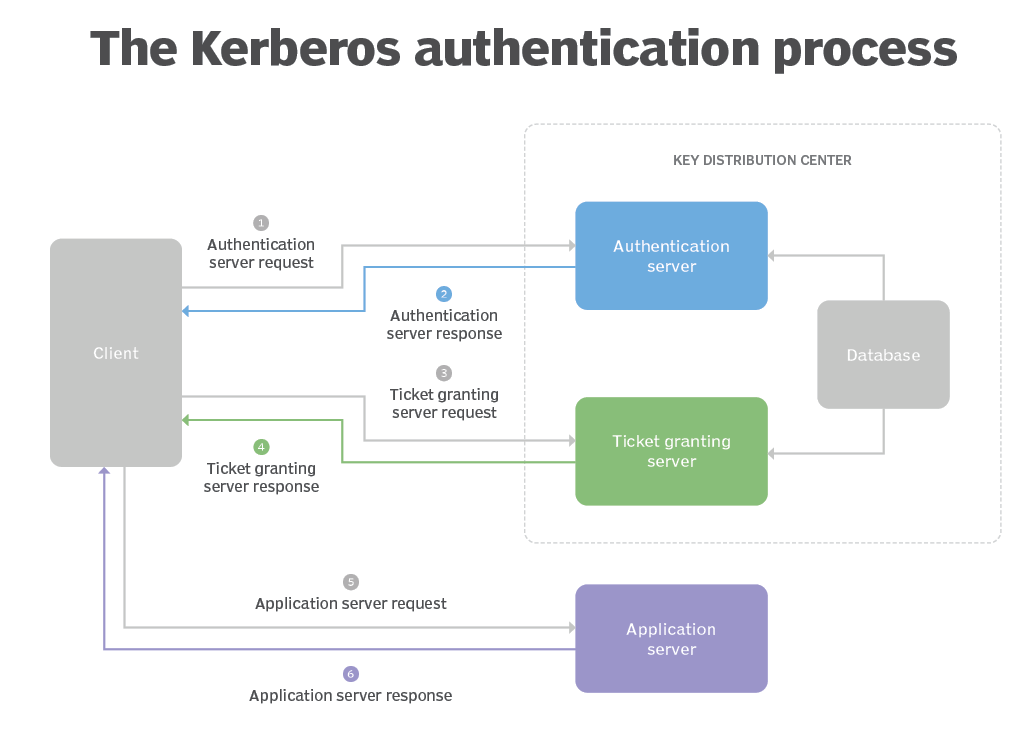 The Kerberos authentication process
KEY DISTRIBUTION CENTER
1
Authentication
server request
Authentication
server
2
Authentication
server response
Client
Database
3
Ticket granting
server request
4
Ticket granting
server response
Ticket granting
server
5
Application server request
Application
server
6
Application server response